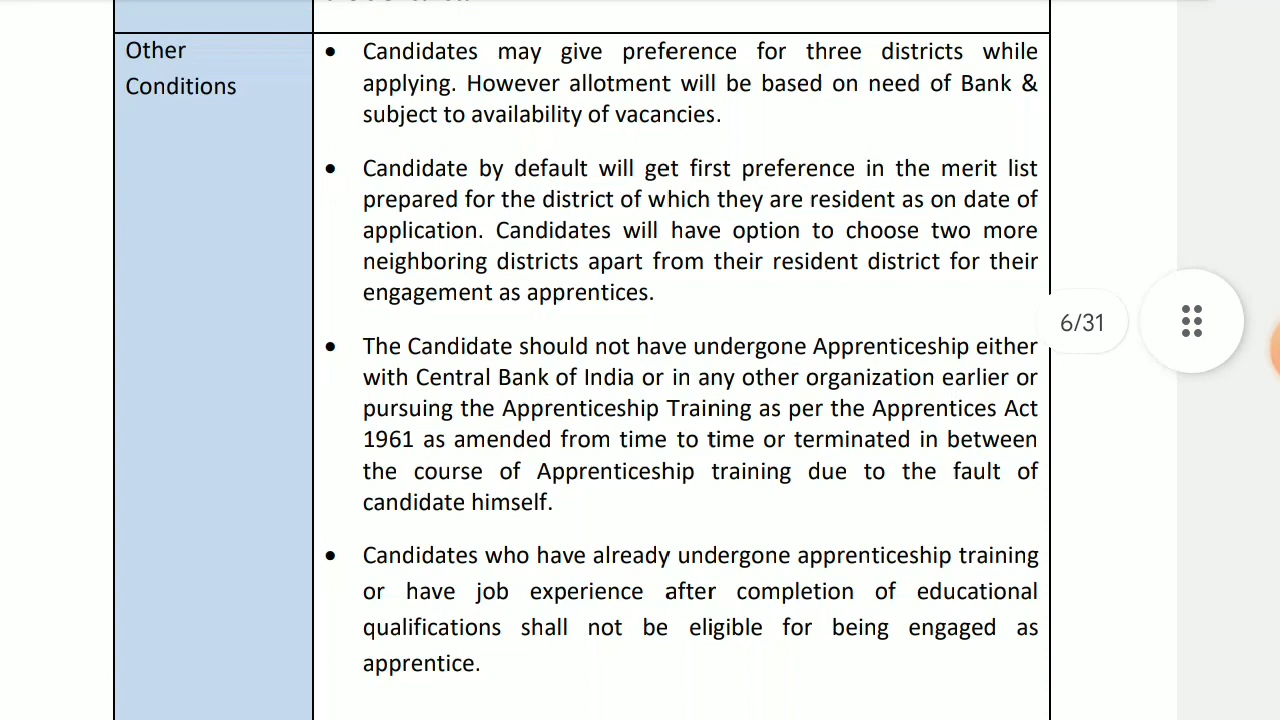 Other
Conditions
• Candidates may give preference for three districts while
applying. However allotment will be based on need of Bank &
subject to availability of vacancies.
• Candidate by default will get first preference in the merit list
prepared for the district of which they are resident as on date of
application. Candidates will have option to choose two more
neighboring districts apart from their resident district for their
engagement as apprentices.
• The Candidate should not have undergone Apprenticeship either
with Central Bank of India or in any other organization earlier or
pursuing the Apprenticeship Training as per the Apprentices Act
1961 as amended from time to time or terminated in between
the course of Apprenticeship training due to the fault of
candidate himself.
• Candidates who have already undergone apprenticeship training
or have job experience after completion of educational
qualifications shall not be eligible for being engaged as
apprentice.
6/31